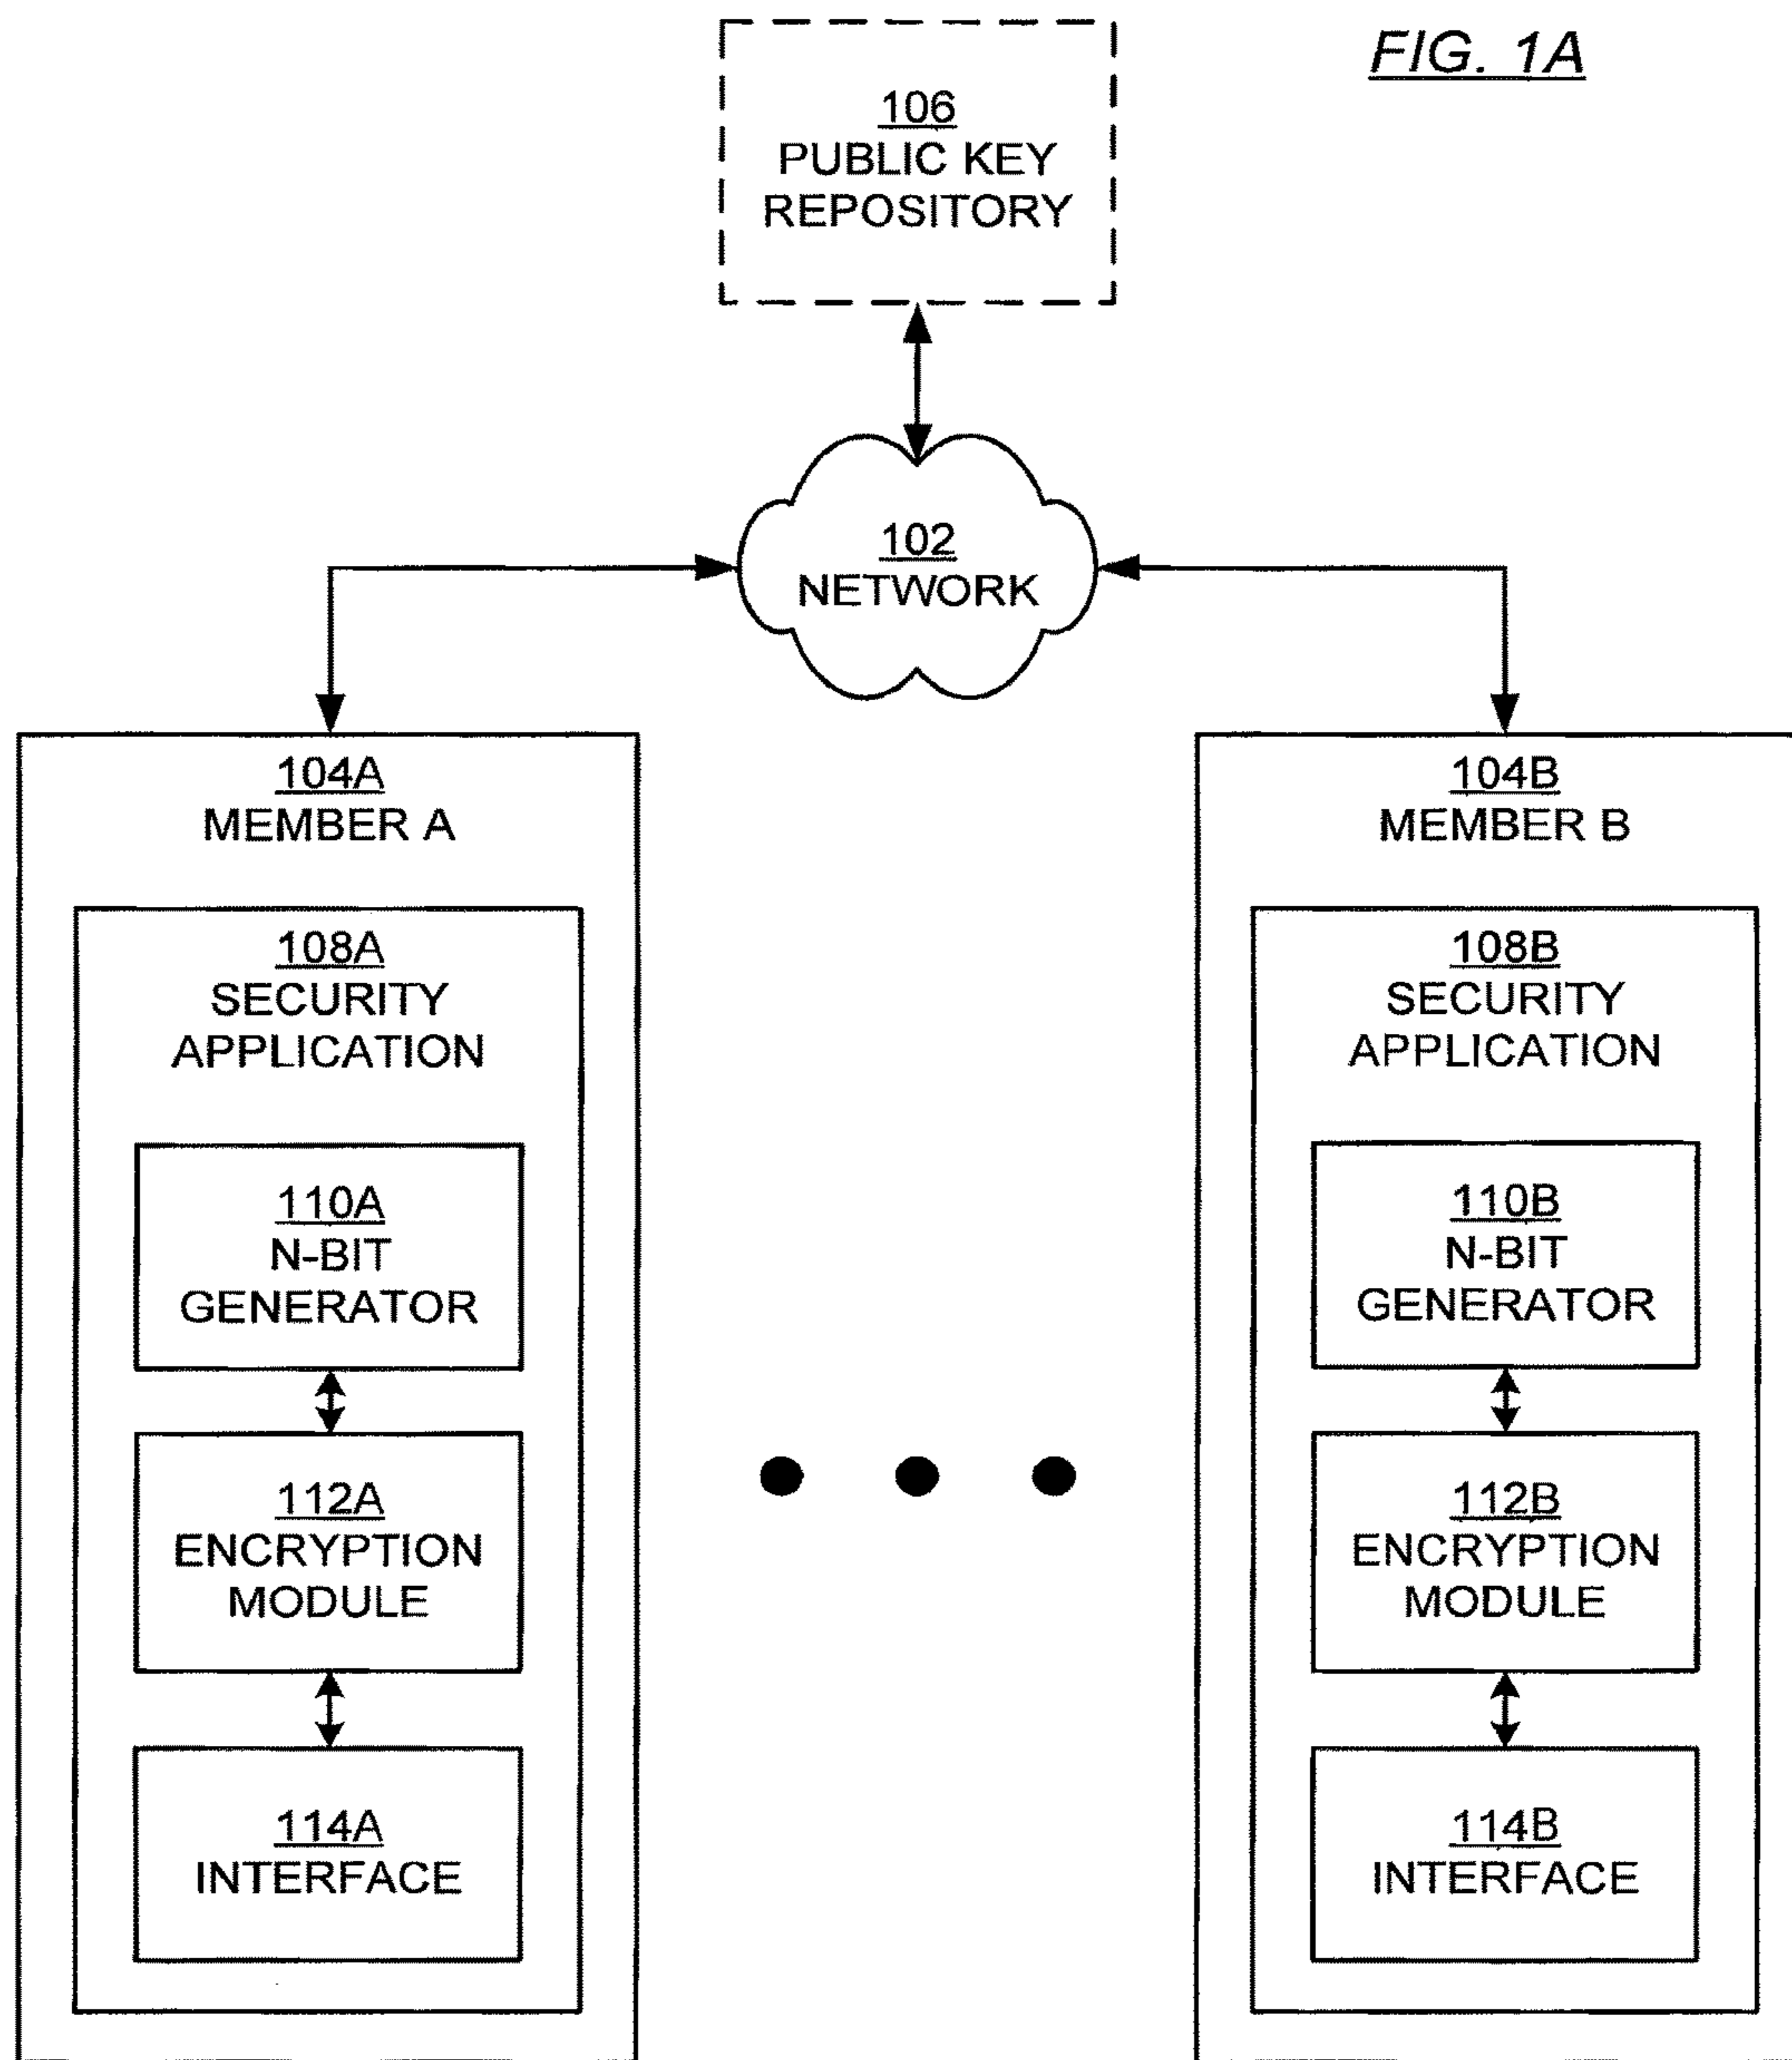 FIG. 1A
106
PUBLIC KEY
REPOSITORY
102
NETWORK
104A
MEMBER A
108A
SECURITY
APPLICATION
110A
N-BIT
GENERATOR
112A
ENCRYPTION
MODULE
114A
INTERFACE
104B
MEMBER B
108B
SECURITY
APPLICATION
110B
N-BIT
GENERATOR
112B
ENCRYPTION
MODULE
114B
INTERFACE